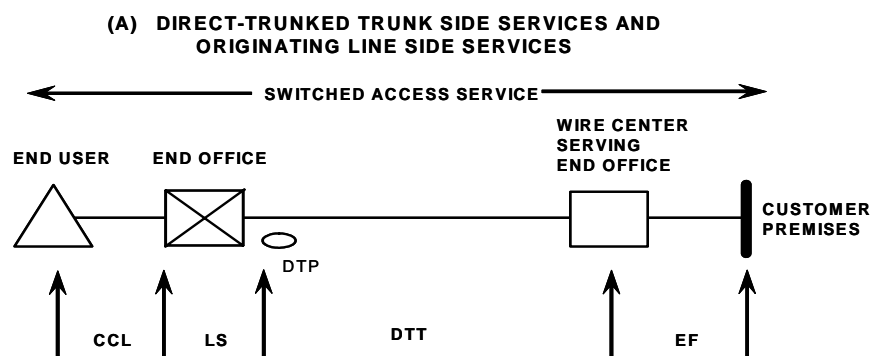 (A) DIRECT-TRUNKED TRUNK SIDE SERVICES AND
ORIGINATING LINE SIDE SERVICES
SWITCHED ACCESS SERVICE
WIRE CENTER
SERVING
END OFFICE
END USER
END OFFICE
CUSTOMER
PREMISES
DTP
CCL
LS
DTT
EF